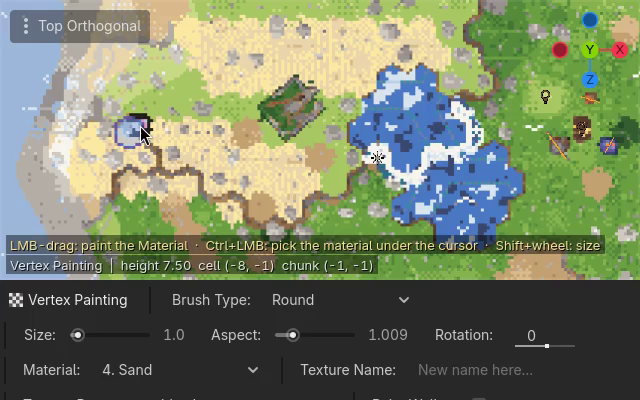 Top Orthogonal
Y
X
Z
LMB-drag: paint the Material · Ctrl+LMB: pick the material under the cursor · Shift+wheel: size
Vertex Painting | height 7.50 cell (-8, -1) chunk (-1, -1)
Vertex Painting
Brush Type: Round
Size: 1.0 Aspect: 1.009 Rotation: 0
Material: 4. Sand Texture Name: New name here...